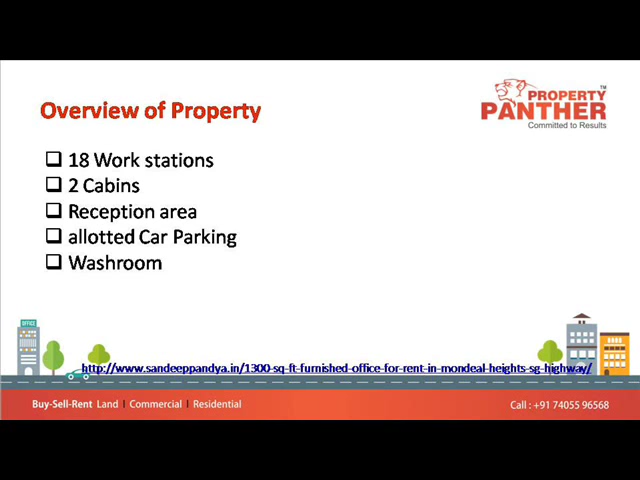 Overview of Property
PROPERTY
PANTHER
TM
Committed to Results
18 Work stations
2 Cabins
Reception area
allotted Car Parking
Washroom
OFFICE
http://www.sandeeppandya.in/1300-sq-ft-furnished-office-for-rent-in-mondeal-heights-sg-highway/
Buy-Sell-Rent Land | Commercial | Residential
Call : +91 74055 96568